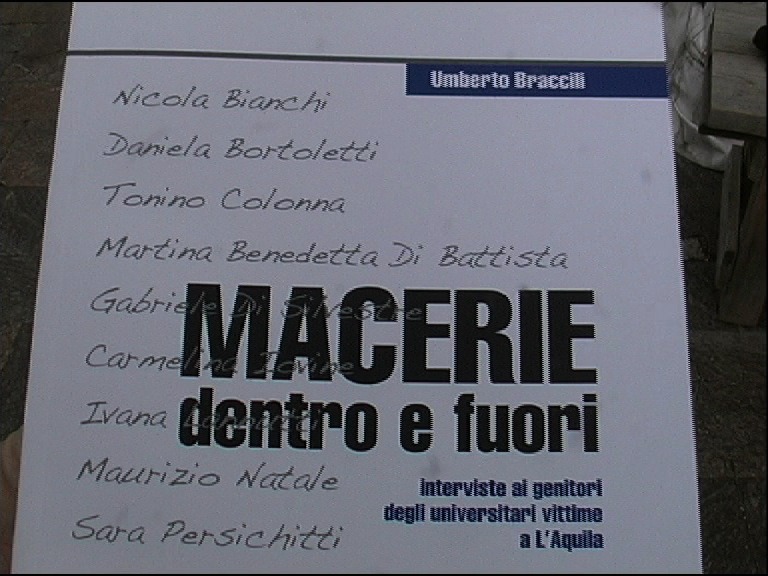 Umberto Braccili
Nicola Bianchi
Daniela Bortoletti
Tonino Colonna
Martina Benedetta Di Battista
Gabriele Di Silvestre
MACERIE
Carmelina Iovine
Ivana Lannutti
dentro e fuori
Maurizio Natale
interviste ai genitori
degli universitari vittime
Sara Persichitti
a L'Aquila